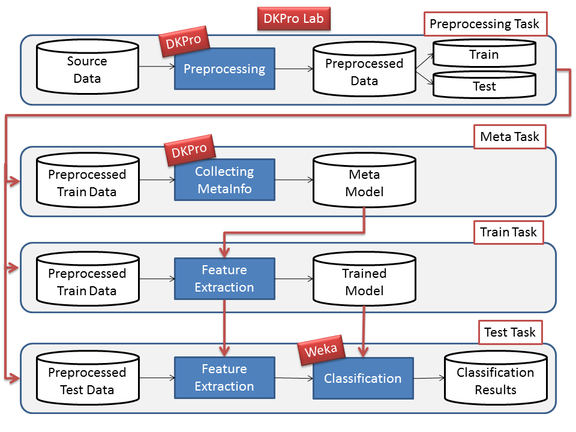 DKPro Lab
Preprocessing Task
DKPro
Source
Data
Preprocessing
Preprocessed
Data
Train
Test
Meta Task
DKPro
Preprocessed
Train Data
Collecting
MetaInfo
Meta
Model
Train Task
Preprocessed
Train Data
Feature
Extraction
Trained
Model
Test Task
Weka
Preprocessed
Test Data
Feature
Extraction
Classification
Classification
Results